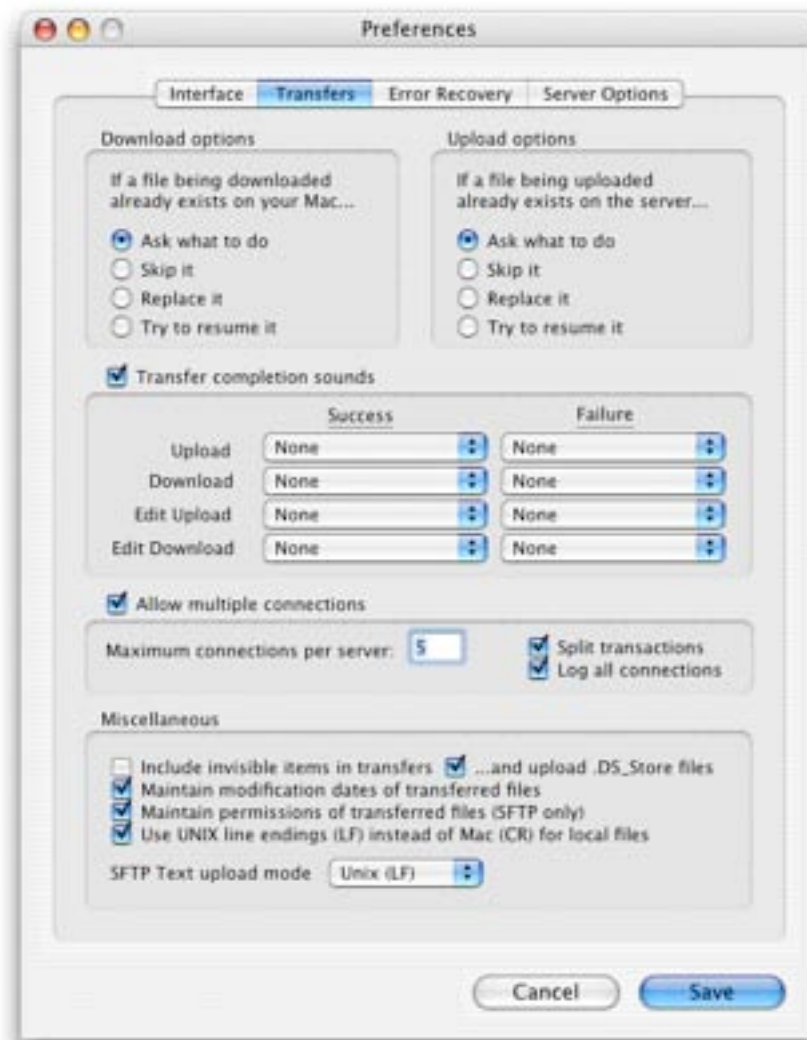 Preferences
Interface Transfers Error Recovery Server Options
Download options
If a file being downloaded
already exists on your Mac...
Ask what to do
Skip it
Replace it
Try to resume it
Upload options
If a file being uploaded
already exists on the server...
Ask what to do
Skip it
Replace it
Try to resume it
Transfer completion sounds
Success Failure
Upload None None
Download None None
Edit Upload None None
Edit Download None None
Allow multiple connections
Maximum connections per server: 5
Split transactions
Log all connections
Miscellaneous
Include invisible items in transfers ...and upload .DS_Store files
Maintain modification dates of transferred files
Maintain permissions of transferred files (SFTP only)
Use UNIX line endings (LF) instead of Mac (CR) for local files
SFTP Text upload mode Unix (LF)
Cancel Save